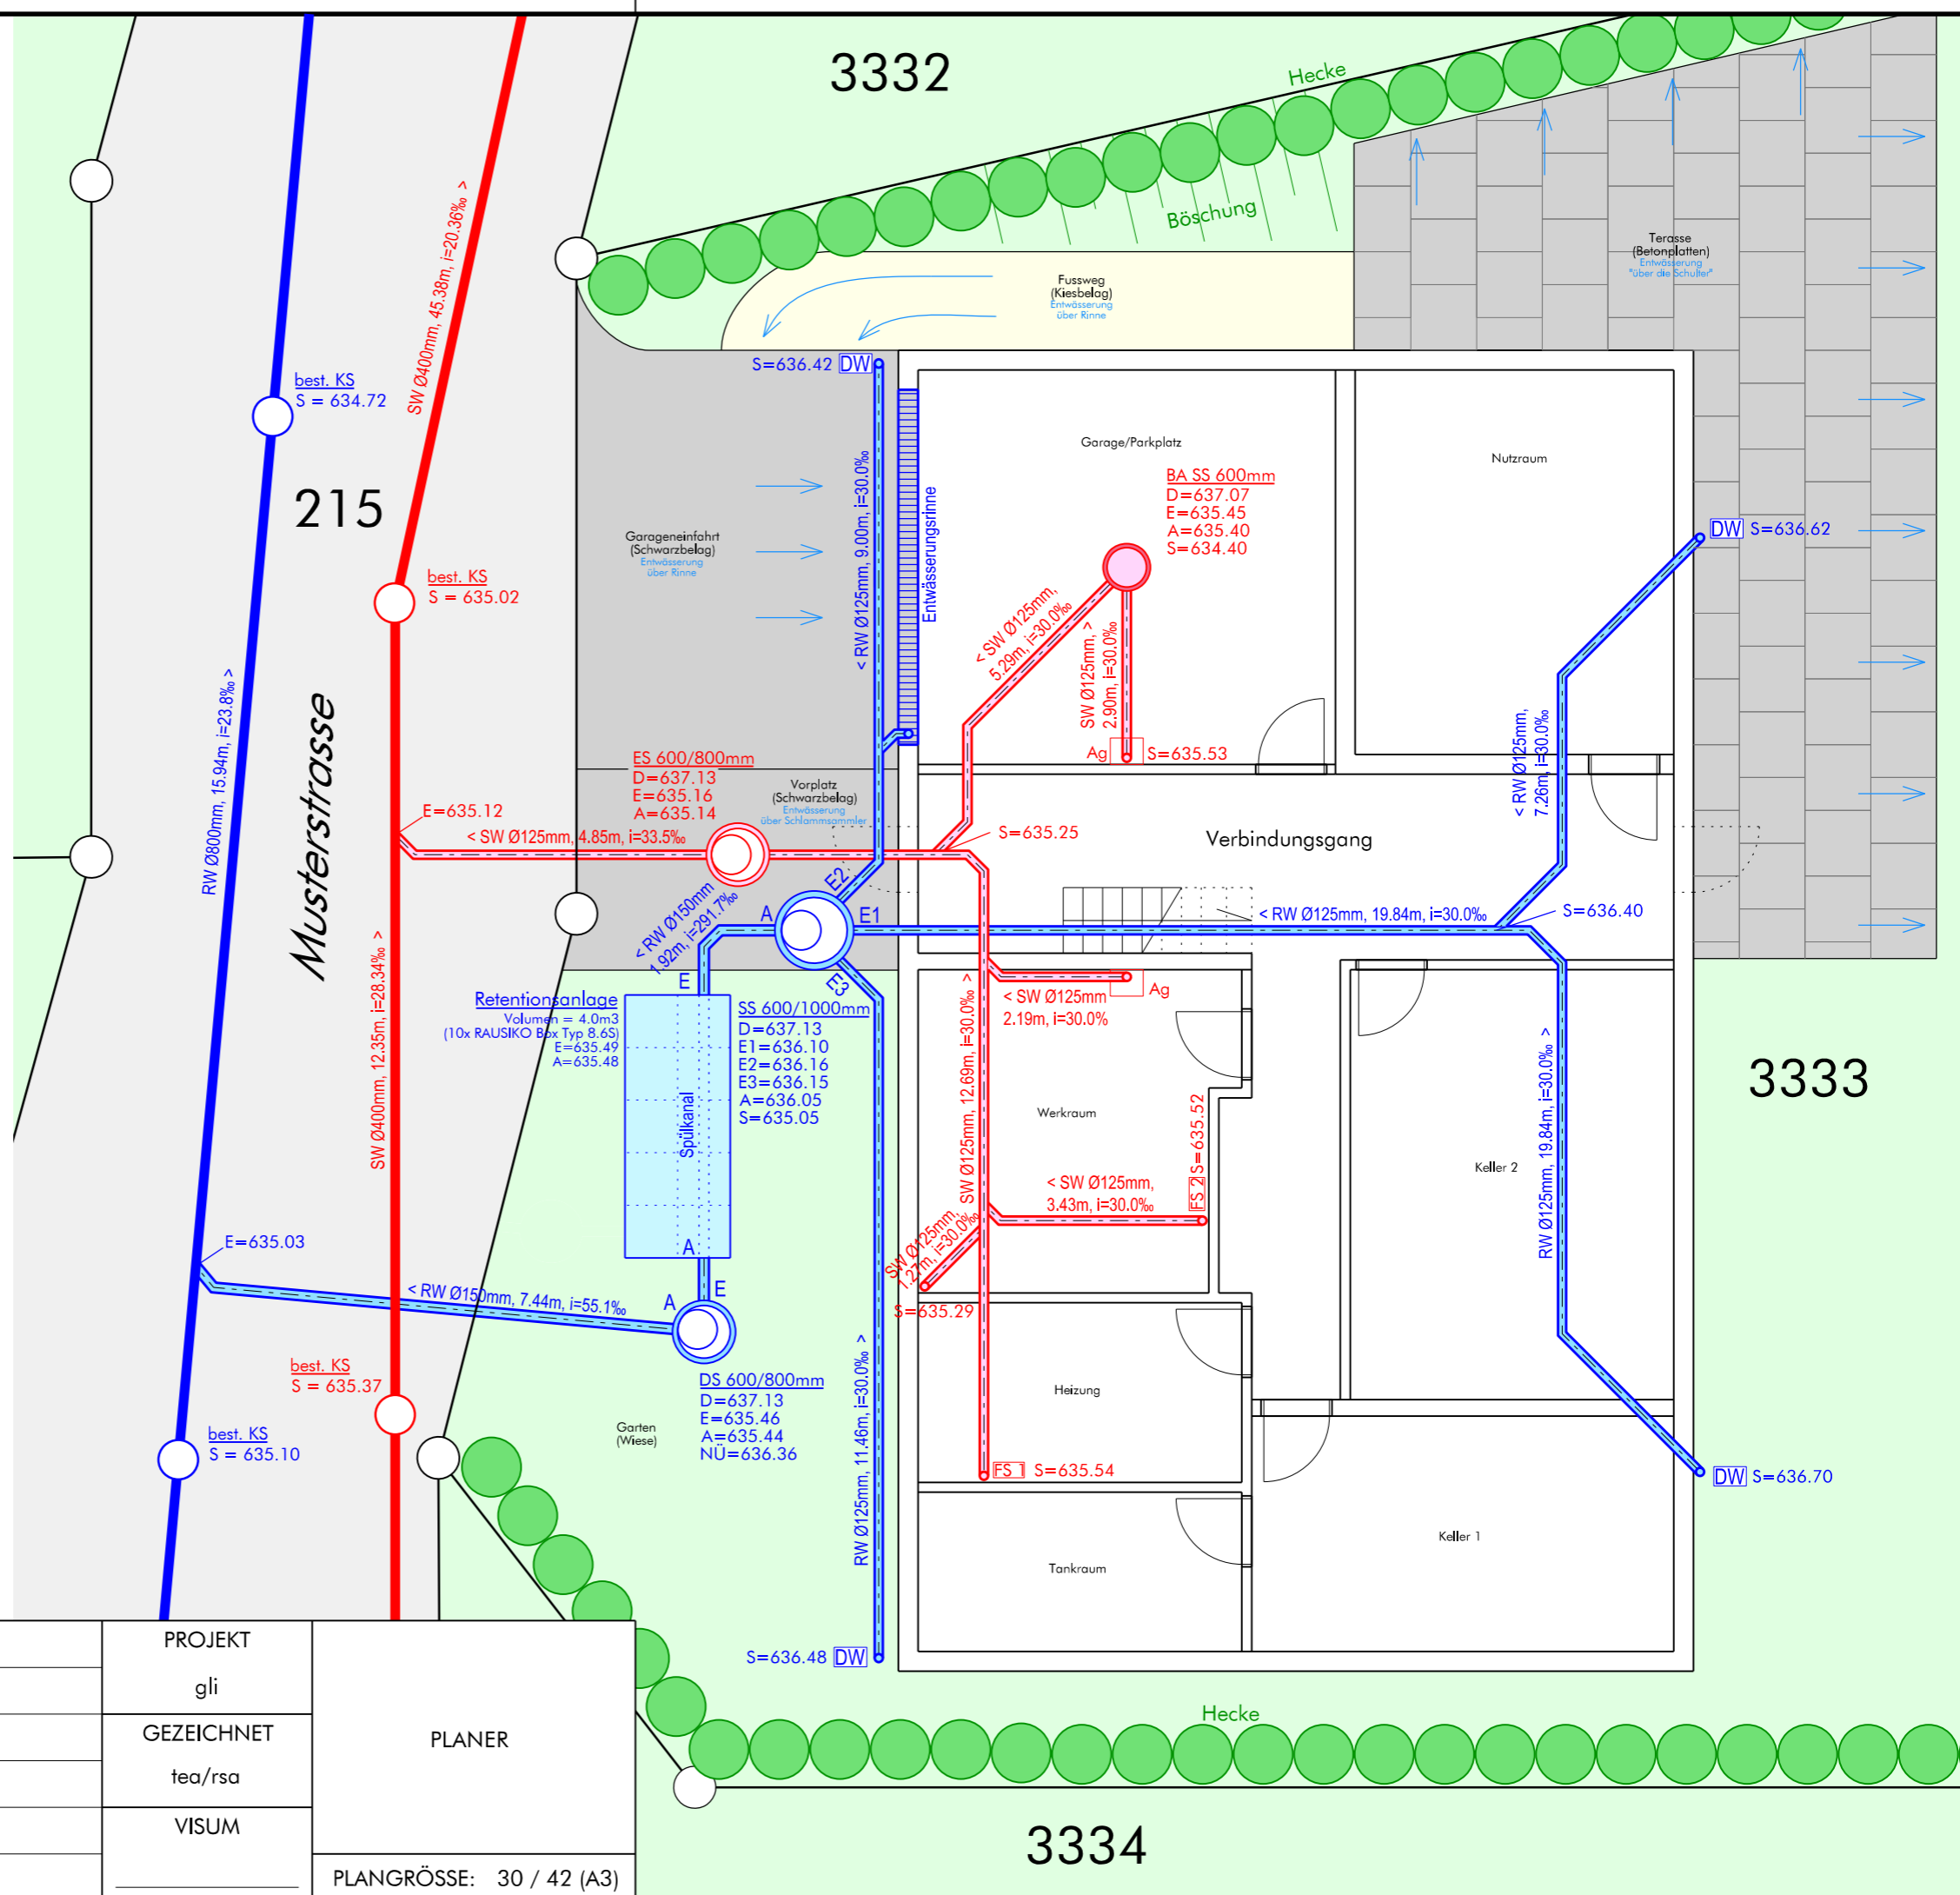 3332
Hecke
Böschung
Fussweg
(Kiesbelag)
Entwässerung
über Rinne
Terasse
(Betonplatten)
Entwässerung
"über die Schulter"
SW Ø400mm, 45.38m, i=20.36‰ >
best. KS
S = 634.72
S=636.42 DW
215
Garageneinfahrt
(Schwarzbelag)
Entwässerung
über Rinne
< RW Ø125mm, 9.00m, i=30.0‰
Entwässerungsrinne
Garage/Parkplatz
BA SS 600mm
D=637.07
E=635.45
A=635.40
S=634.40
Nutzraum
DW S=636.62
best. KS
S = 635.02
< SW Ø125mm,
5.29m, i=30.0‰
SW Ø125mm, >
2.90m, i=30.0‰
Ag S=635.53
RW Ø800mm, 15.94m, i=23.8‰ >
Musterstrasse
ES 600/800mm
D=637.13
E=635.16
A=635.14
Vorplatz
(Schwarzbelag)
Entwässerung
über Schlammsammler
E=635.12
< SW Ø125mm, 4.85m, i=33.5‰
S=635.25
Verbindungsgang
< RW Ø125mm,
7.26m, i=30.0‰
< RW Ø150mm
1.92m, i=291.7‰
A
E2
E1
E3
< RW Ø125mm, 19.84m, i=30.0‰
S=636.40
SW Ø400mm, 12.35m, i=28.34‰ >
E
Retentionsanlage
Volumen = 4.0m3
(10x RAUSIKO Box Typ 8.6S)
E=635.49
A=635.48
Spülkanal
A
SS 600/1000mm
D=637.13
E1=636.10
E2=636.16
E3=636.15
A=636.05
S=635.05
< SW Ø125mm
2.19m, i=30.0%
Ag
SW Ø125mm, 12.69m, i=30.0‰ >
Werkraum
FS 2 S=635.52
< SW Ø125mm,
3.43m, i=30.0‰
SW Ø125mm,
1.27m, i=30.0‰
S=635.29
RW Ø125mm, 19.84m, i=30.0‰ >
Keller 2
3333
E=635.03
< RW Ø150mm, 7.44m, i=55.1‰
A
E
best. KS
S = 635.37
best. KS
S = 635.10
DS 600/800mm
D=637.13
E=635.46
A=635.44
NÜ=636.36
Garten
(Wiese)
RW Ø125mm, 11.46m, i=30.0‰ >
Heizung
FS 1 S=635.54
DW S=636.70
Keller 1
Tankraum
S=636.48 DW
Hecke
PROJEKT
gli
GEZEICHNET
tea/rsa
VISUM
PLANER
PLANGRÖSSE: 30 / 42 (A3)
3334